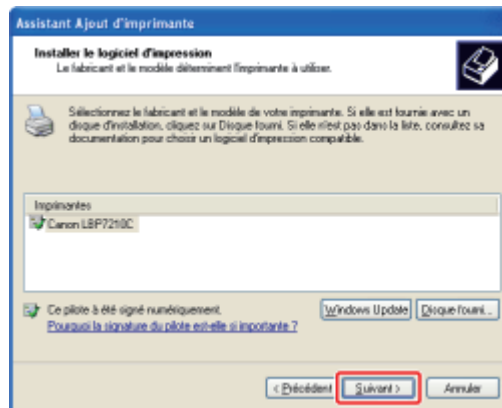 Assistant Ajout d'imprimante
Installer le logiciel d'impression
Le fabricant et le modèle déterminent l'imprimante à utiliser.
Sélectionnez le fabricant et le modèle de votre imprimante. Si elle est fournie avec un
disque d'installation, cliquez sur Disque fourni. Si elle n'est pas dans la liste, consultez sa
documentation pour choisir un logiciel d'impression compatible.
Imprimantes
Canon LBP7210C
Ce pilote à été signé numériquement.
Pourquoi la signature du pilote est-elle si importante ?
Windows Update
Disque fourni...
< Précédent
Suivant >
Annuler